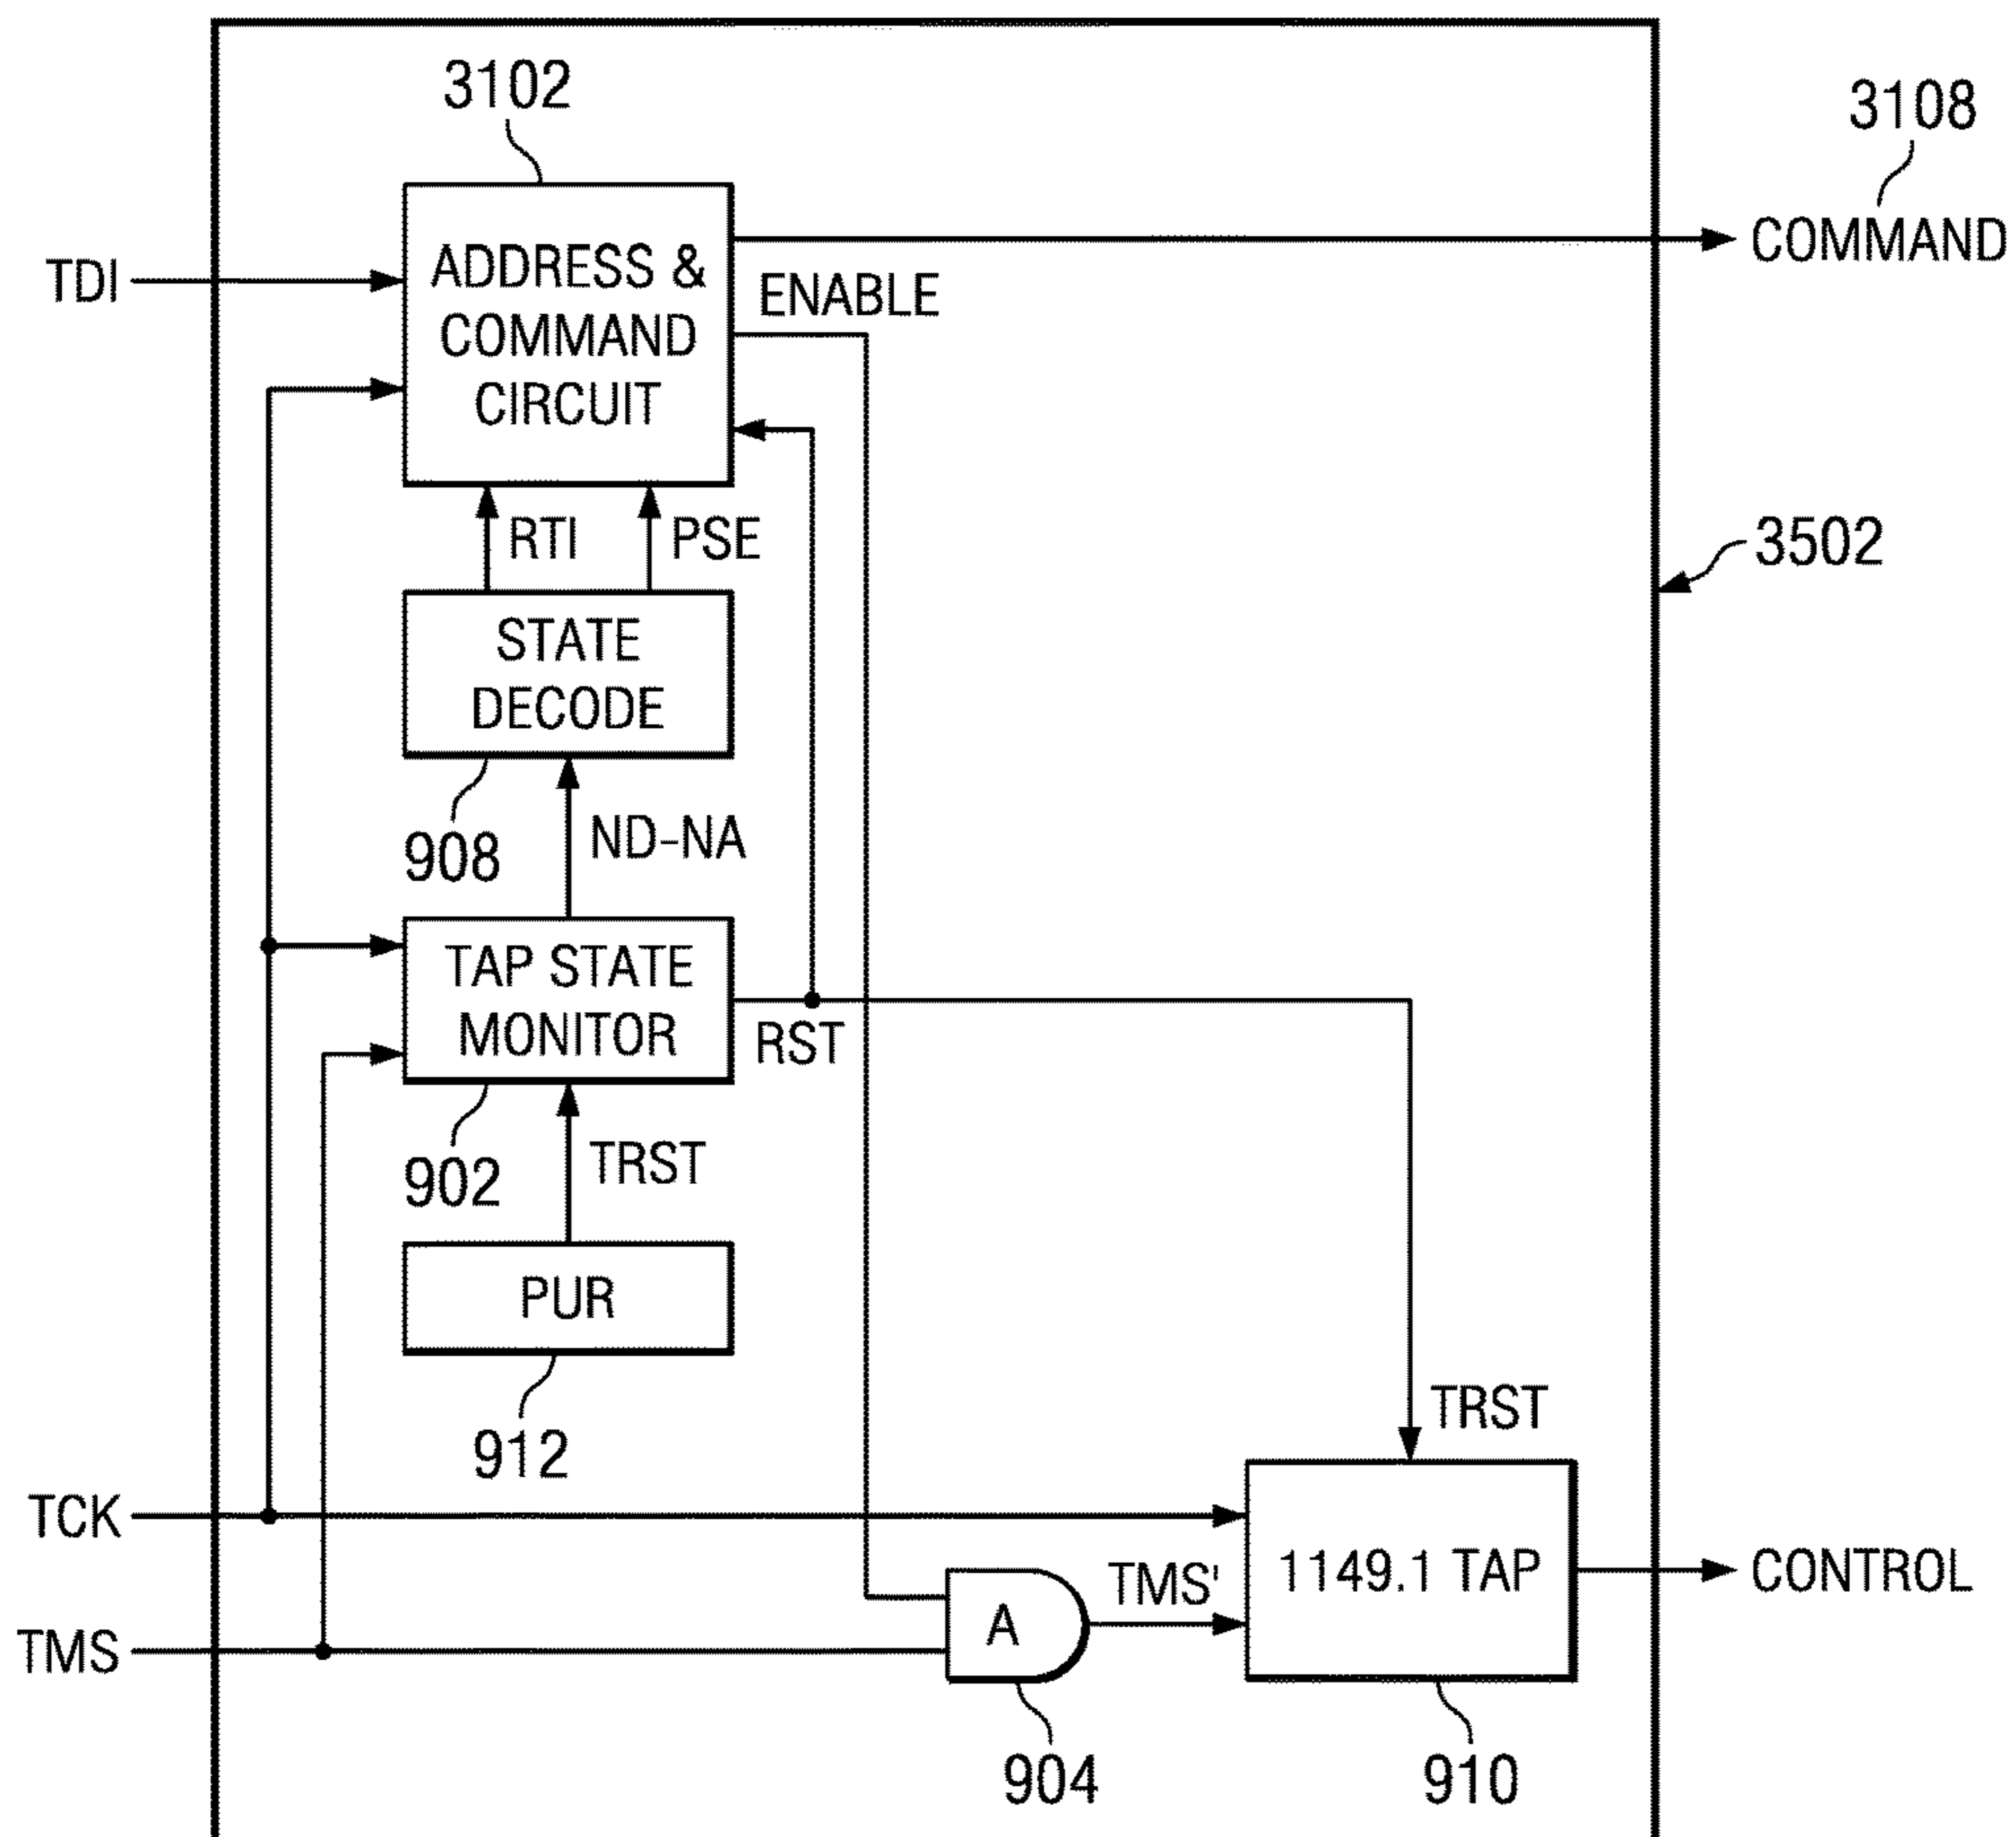 3102
3108
ADDRESS &
COMMAND
CIRCUIT
TDI
ENABLE
COMMAND
RTI
PSE
3502
STATE
DECODE
908
ND-NA
TAP STATE
MONITOR
RST
902
TRST
PUR
912
TRST
TCK
TMS
A
TMS'
1149.1 TAP
CONTROL
904
910